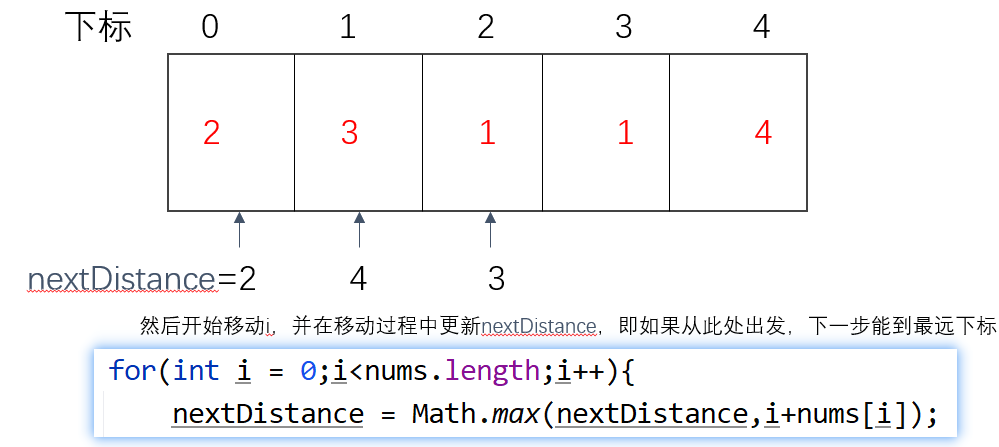 下标 0 1 2 3 4
2 3 1 1 4
nextDistance=2 4 3
然后开始移动i，并在移动过程中更新nextDistance，即如果从此处出发，下一步能到最远下标
for(int i = 0;i<nums.length;i++){
nextDistance = Math.max(nextDistance,i+nums[i]);